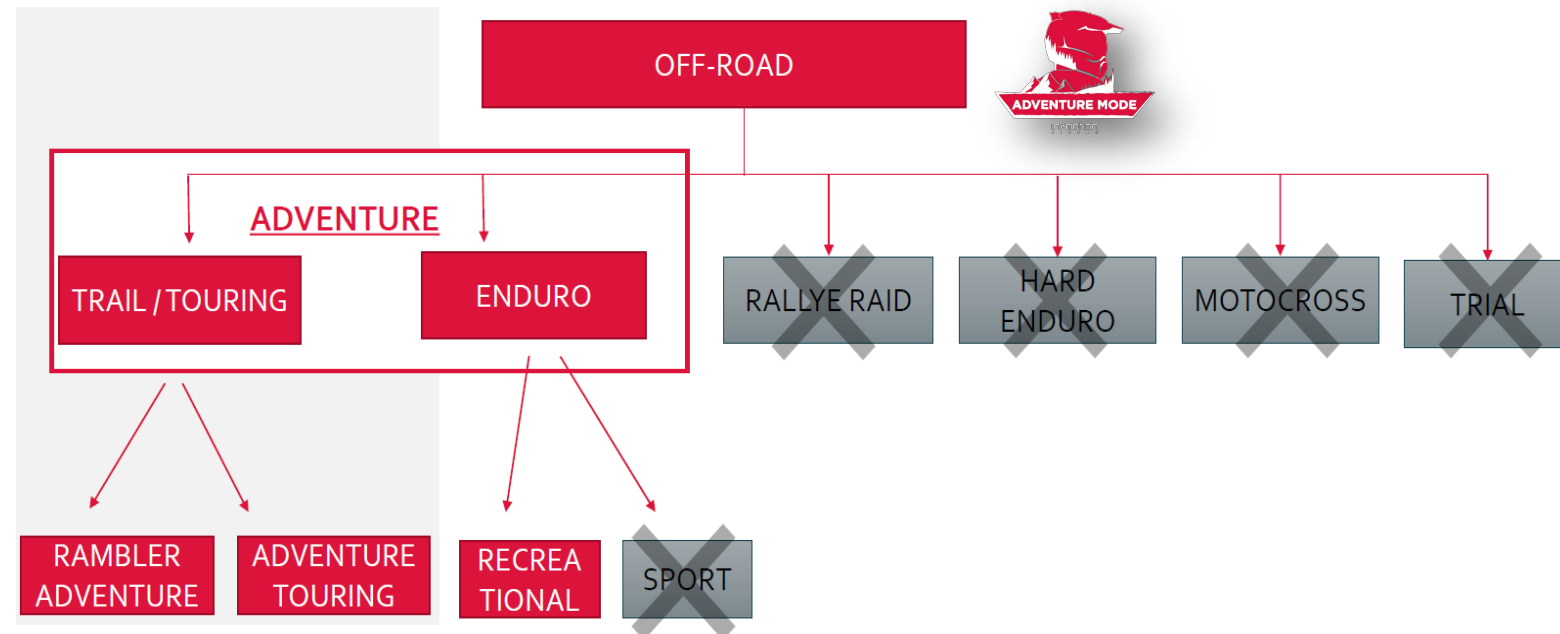 OFF-ROAD
ADVENTURE MODE
ADVENTURE
TRAIL / TOURING
ENDURO
RALLYE RAID
HARD
ENDURO
MOTOCROSS
TRIAL
RAMBLER
ADVENTURE
ADVENTURE
TOURING
RECREA
TIONAL
SPORT